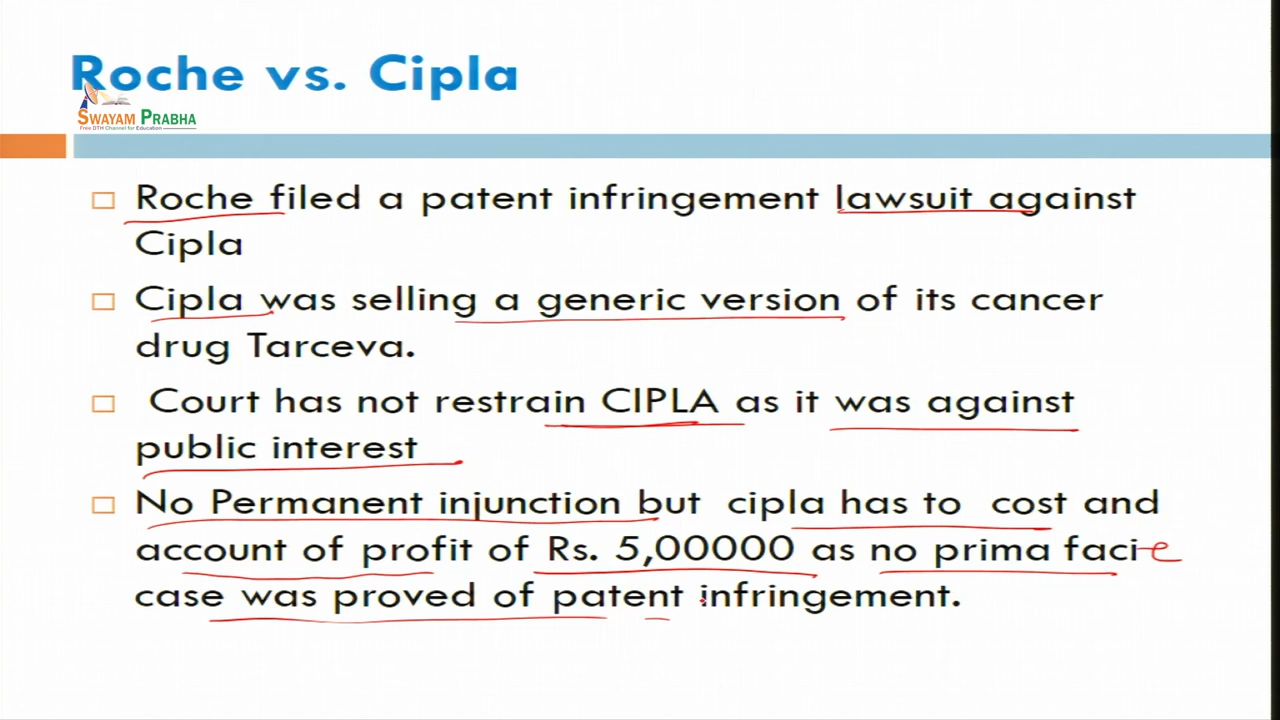 Roche vs. Cipla
SWAYAM PRABHA
Free DTH Channel for Education
Roche filed a patent infringement lawsuit against
Cipla
Cipla was selling a generic version of its cancer
drug Tarceva.
Court has not restrain CIPLA as it was against
public interest
No Permanent injunction but cipla has to cost and
account of profit of Rs. 5,00000 as no prima facie
case was proved of patent infringement.